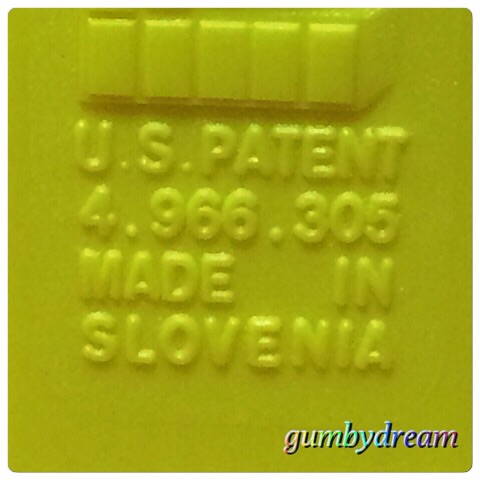 U.S.PATENT
4.966.305
MADE IN
SLOVENIA
gumbydream